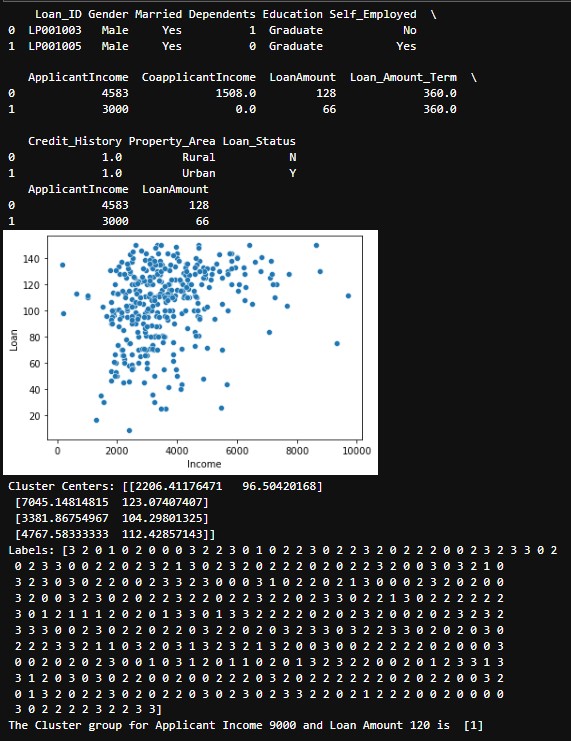 Loan_ID Gender Married Dependents Education Self_Employed \
0 LP001003 Male Yes 1 Graduate No
1 LP001005 Male Yes 0 Graduate Yes
ApplicantIncome CoapplicantIncome LoanAmount Loan_Amount_Term \
0 4583 1508.0 128 360.0
1 3000 0.0 66 360.0
Credit_History Property_Area Loan_Status
0 1.0 Rural N
1 1.0 Urban Y
ApplicantIncome LoanAmount
0 4583 128
1 3000 66
140
120
100
80
60
40
20
Loan
0 2000 4000 6000 8000 10000
Income
Cluster Centers: [[2206.41176471 96.50420168]
[7045.14814815 123.07407407]
[3381.86754967 104.29801325]
[4767.58333333 112.42857143]]
Labels: [3 2 0 1 0 2 0 0 0 3 2 2 3 0 1 0 2 2 3 0 2 2 3 2 0 2 2 2 0 0 2 3 2 3 3 0 2
0 2 3 3 0 0 2 2 0 2 3 2 1 3 0 2 3 2 0 2 2 2 2 2 3 2 0 0 3 0 3 2 1 0
3 2 3 0 3 0 2 2 0 0 2 3 3 2 3 0 0 0 3 1 0 2 2 0 2 1 3 0 0 0 2 3 0 2 2
3 2 0 0 3 2 3 0 2 2 2 2 2 3 2 2 0 2 3 3 0 2 2 1 3 0 2 2 2 2 2 2 2
3 0 1 2 1 1 1 2 0 2 0 1 3 3 0 1 3 3 2 2 2 0 2 0 2 3 2 0 0 2 0 3 2 3 2
3 3 3 0 0 2 3 0 2 2 0 2 2 0 3 2 2 0 2 0 3 2 3 3 0 3 2 0 3 2 0 2 0 3 0
2 2 2 3 3 2 1 1 0 3 2 0 3 1 3 2 3 2 1 3 2 0 0 3 0 0 2 2 2 2 2 2 0 2
0 0 2 0 2 0 2 3 0 0 1 0 3 1 2 0 1 1 0 2 0 1 3 2 3 2 2 0 0 2 0 1 2 3 3 1 3
3 1 2 0 3 0 3 0 2 2 0 3 0 2 2 2 2 2 2 0 3 2 2 2 2 0 2 2 0 2 3 0 2
0 1 3 2 0 2 2 0 2 2 0 3 0 2 3 0 2 3 3 2 2 0 2 1 2 2 2 0 0 2 0 0 0 0
3 0 2 2 2 2 3 2 2 3 3]
The Cluster group for Applicant Income 9000 and Loan Amount 120 is [1]